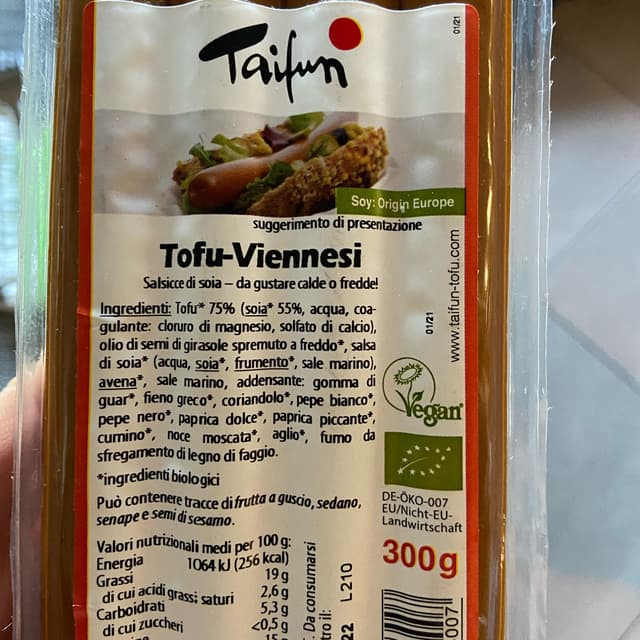 01/21
Taifun
Soy: Origin Europe
suggerimento di presentazione
Tofu-Viennesi
Salsicce di soia – da gustare calde o fredde!
Ingredienti: Tofu* 75% (soia* 55%, acqua, coa-
gulante: cloruro di magnesio, solfato di calcio),
olio di semi di girasole spremuto a freddo*, salsa
di soia* (acqua, soia*, frumento*, sale marino),
avena*, sale marino, addensante: gomma di
guar*, fieno greco*, coriandolo*, pepe bianco*,
pepe nero*, paprica dolce*, paprica piccante*,
cumino*, noce moscata*, aglio*, fumo da
sfregamento di legno di faggio.
*ingredienti biologici
Può contenere tracce di frutta a guscio, sedano,
senape e semi di sesamo.
Valori nutrizionali medi per 100 g:
Energia 1064 kJ (256 kcal)
Grassi 19 g
di cui acidi grassi saturi 2,6 g
Carboidrati 5,3 g
di cui zuccheri <0,5 g
15
Da consumarsi
L210
22
www.taifun-tofu.com
01/21
Vegan
DE-ÖKO-007
EU/Nicht-EU-
Landwirtschaft
300g
007